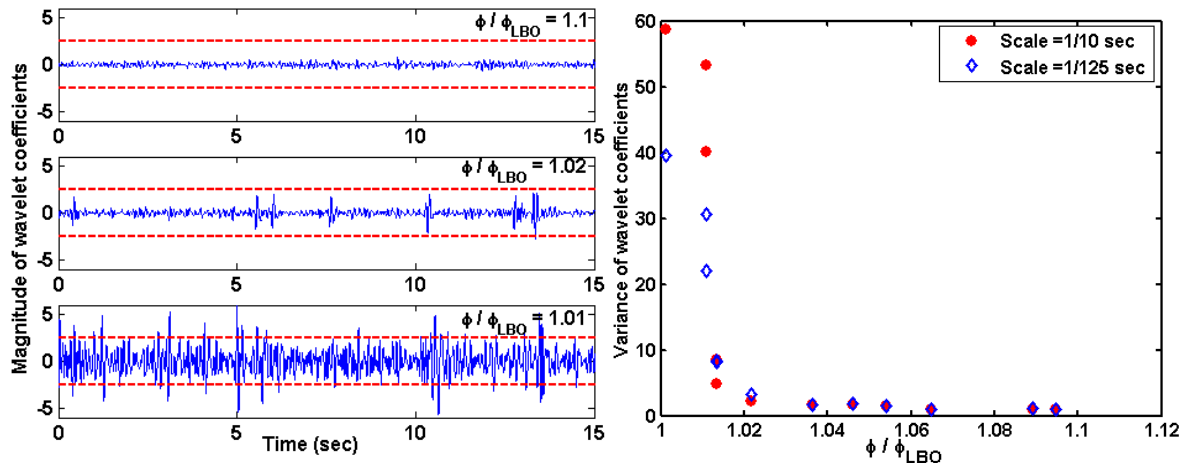 Magnitude of wavelet coefficients
5
0
-5
ϕ / ϕLBO = 1.1
0 5 10 15
5
0
-5
ϕ / ϕLBO = 1.02
0 5 10 15
5
0
-5
ϕ / ϕLBO = 1.01
0 5 10 15
Time (sec)
Variance of wavelet coefficients
60
50
40
30
20
10
0
Scale =1/10 sec
Scale =1/125 sec
1 1.02 1.04 1.06 1.08 1.1 1.12
ϕ / ϕLBO